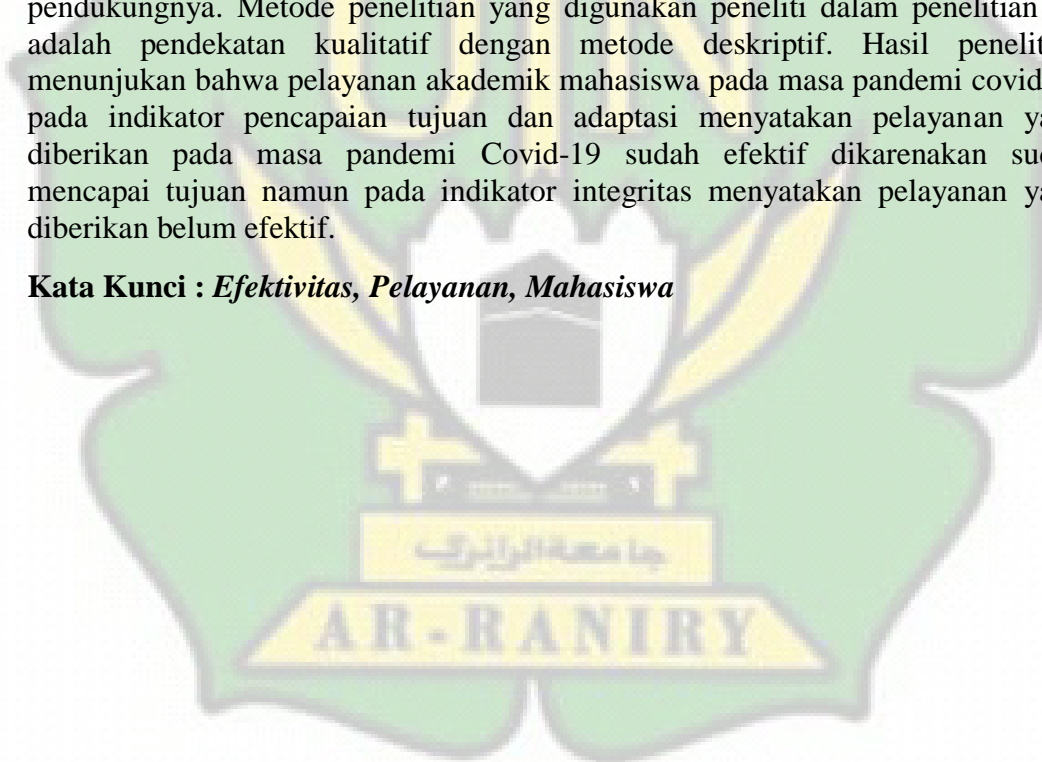 pendukungnya. Metode penelitian yang digunakan peneliti dalam penelitian
adalah pendekatan kualitatif dengan metode deskriptif. Hasil penelit
menunjukan bahwa pelayanan akademik mahasiswa pada masa pandemi covid
pada indikator pencapaian tujuan dan adaptasi menyatakan pelayanan ya
diberikan pada masa pandemi Covid-19 sudah efektif dikarenakan sud
mencapai tujuan namun pada indikator integritas menyatakan pelayanan ya
diberikan belum efektif.
Kata Kunci : Efektivitas, Pelayanan, Mahasiswa
UIN
جامعة الرانري
AR-RANIRY